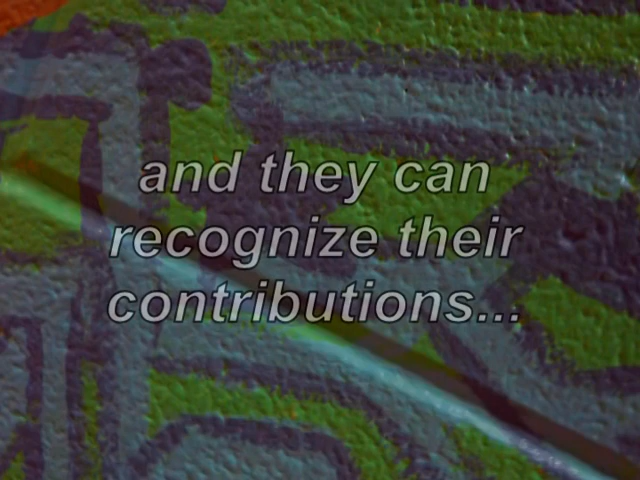 and they can
recognize their
contributions...